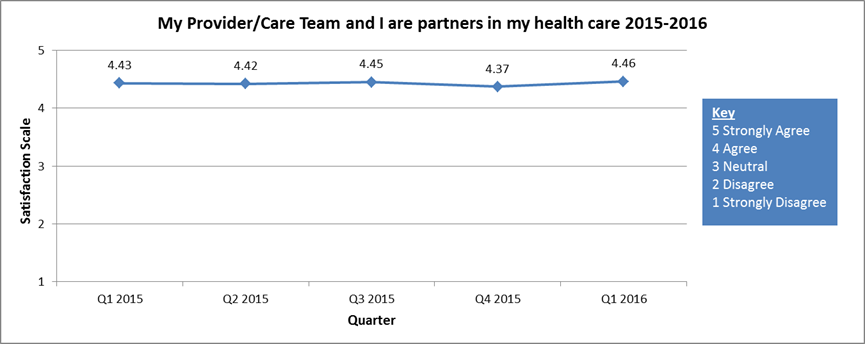 My Provider/Care Team and I are partners in my health care 2015-2016
5
4
3
2
1
Satisfaction Scale
4.43
4.42
4.45
4.37
4.46
Q1 2015
Q2 2015
Q3 2015
Q4 2015
Q1 2016
Quarter
Key
5 Strongly Agree
4 Agree
3 Neutral
2 Disagree
1 Strongly Disagree